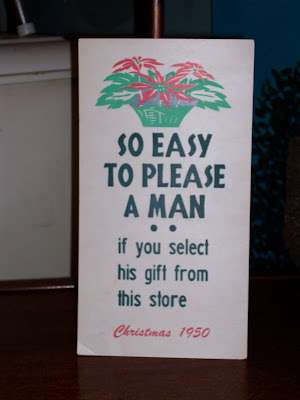 SO EASY
TO PLEASE
A MAN
• •
if you select
his gift from
this store
Christmas 1950